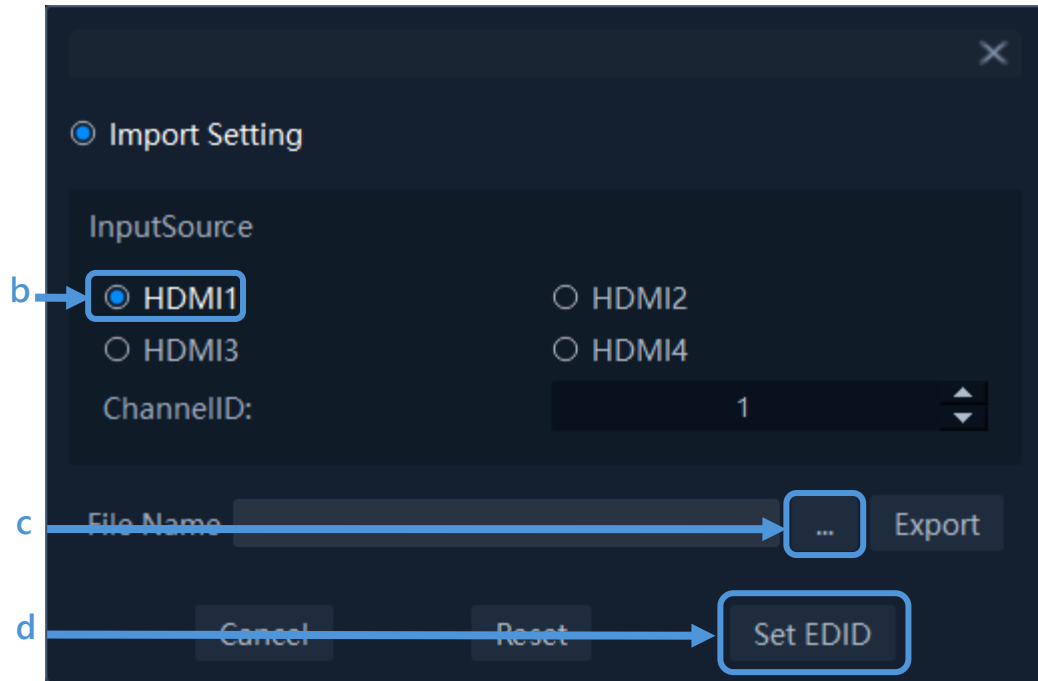 Import Setting
InputSource
b
HDMI1 HDMI2
HDMI3 HDMI4
ChannelID: 1
c File Name ... Export
d Cancel Reset Set EDID